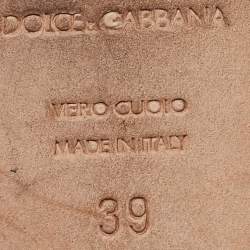 DOLCE & GABBANA
VERO CUOIO
MADE IN ITALY
39